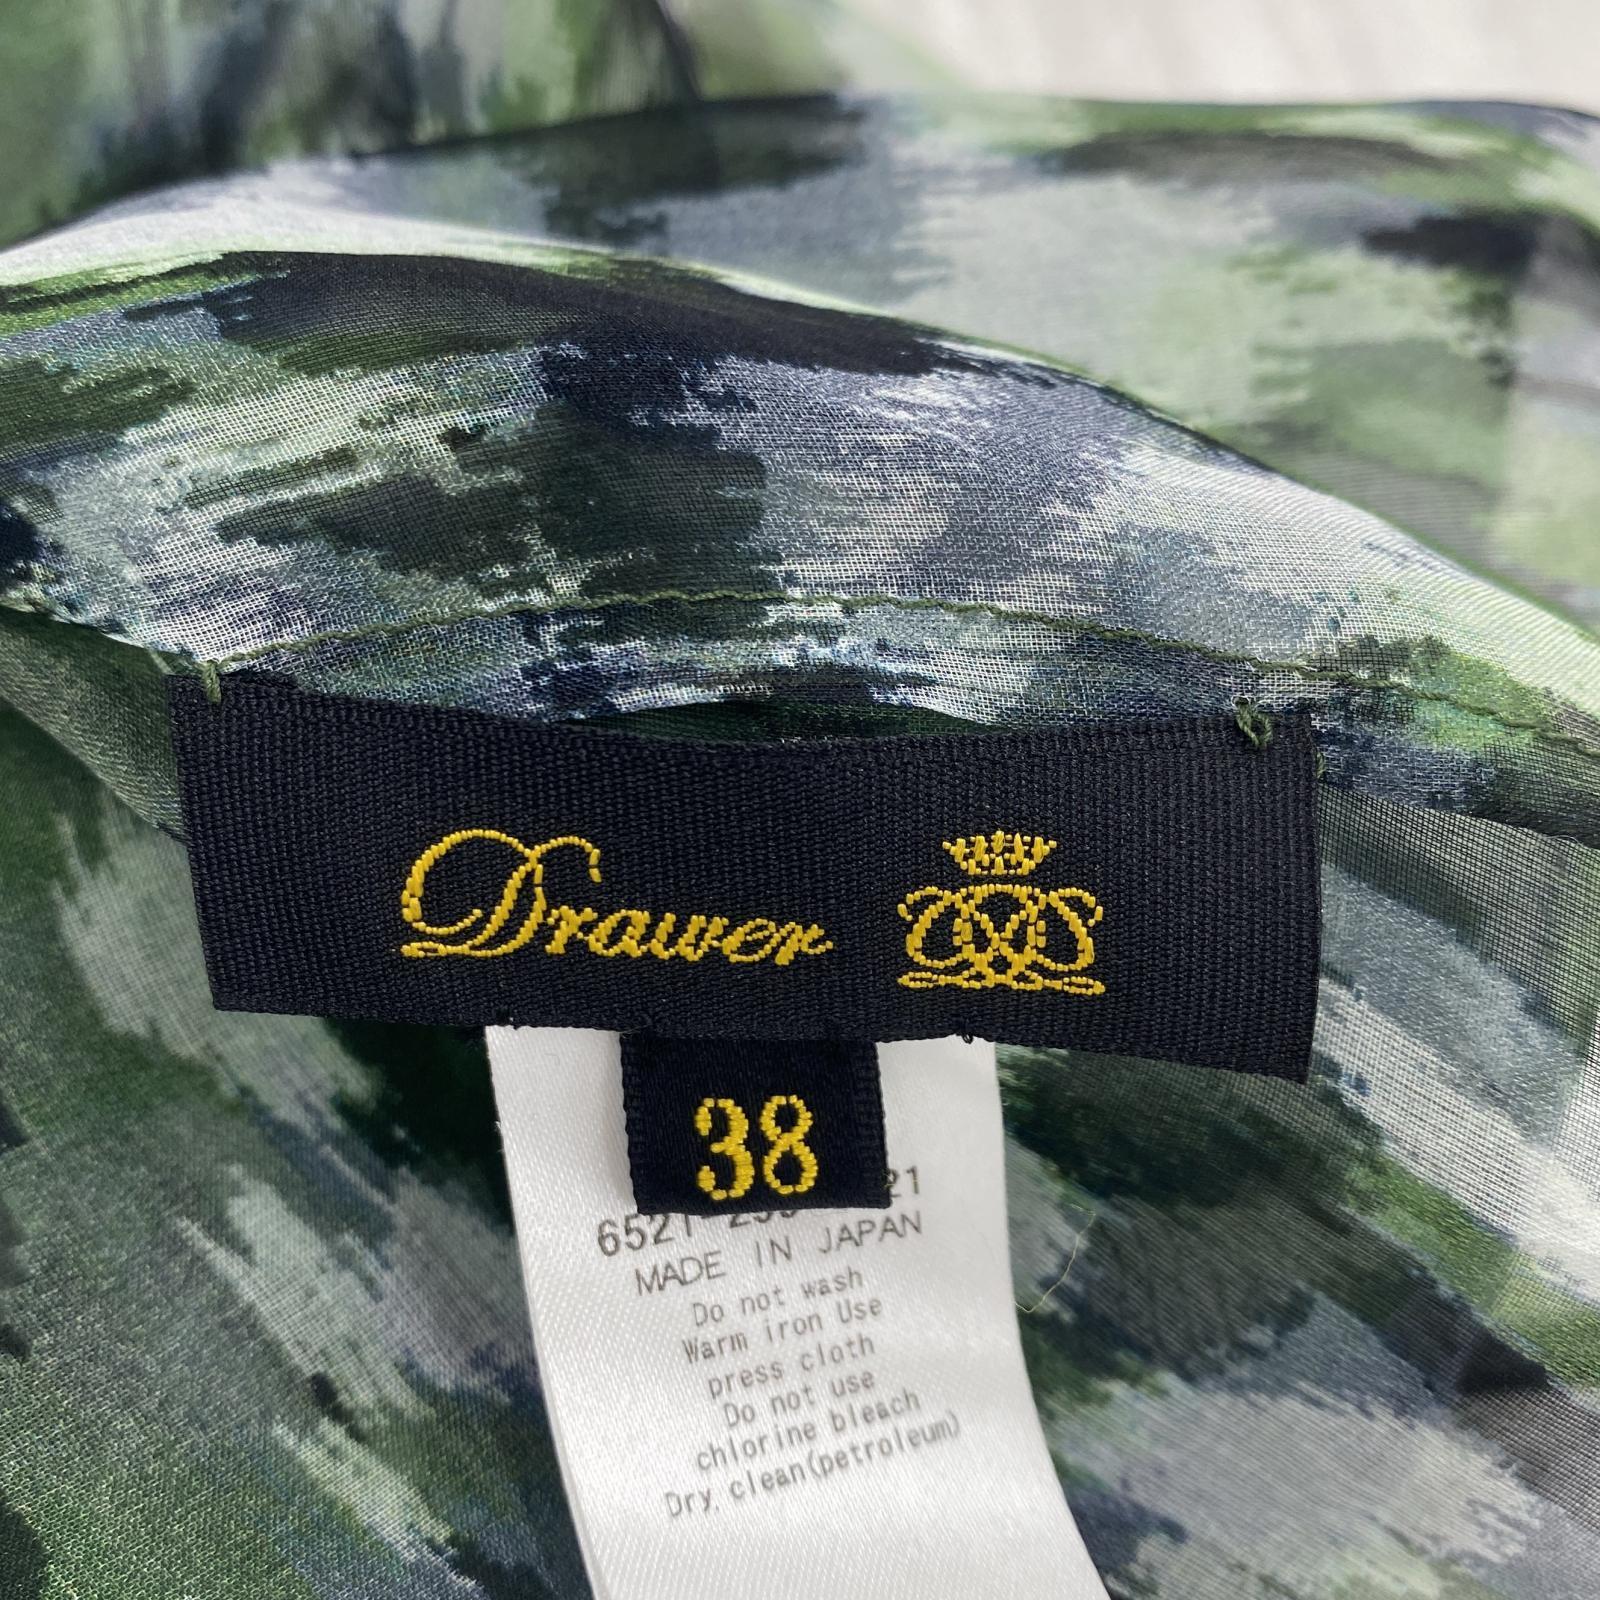 Drawer
38
MADE IN JAPAN
Do not wash
Warm iron Use
press cloth
Do not use
chlorine bleach
Dry, clean(petroleum)